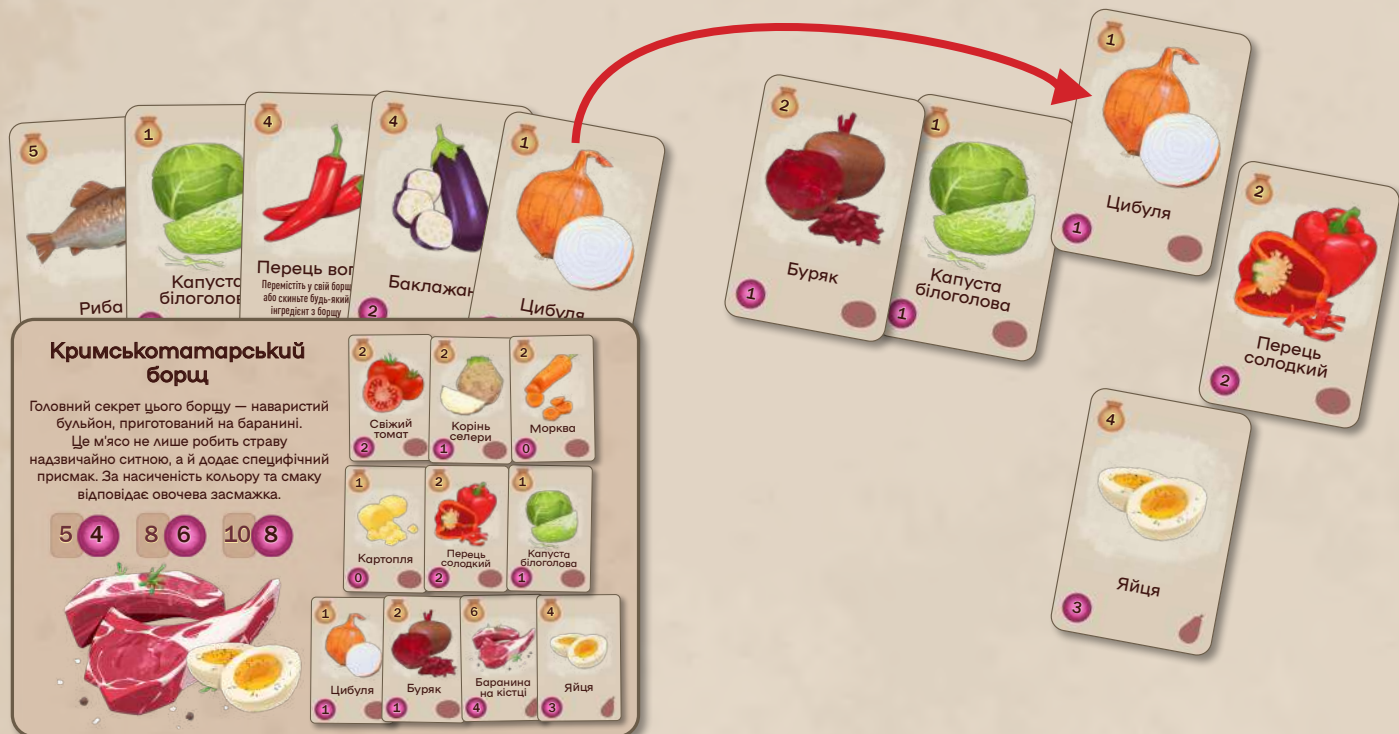 5
Риба
1
Капуста
білоголов
4
Перець вог
Перемістіть у свій борщ
або скиньте будь-який
інгредієнт з борщу
4
Баклажан
2
1
Цибуля
2
Буряк
1
1
Капуста
білоголова
1
1
Цибуля
1
2
Перець
солодкий
2
4
Яйця
3
Кримськотатарський
борщ
Головний секрет цього борщу — наваристий
бульйон, приготований на баранині.
Це м'ясо не лише робить страву
надзвичайно ситною, а й додає специфічний
присмак. За насиченість кольору та смаку
відповідає овочева засмажка.
5 4 8 6 10 8
2
Свіжий
томат
2
2
Корінь
селери
1
2
Морква
0
1
Картопля
0
2
Перець
солодкий
2
1
Капуста
білоголова
1
1
Цибуля
1
2
Буряк
1
6
Баранина
на кістці
4
4
Яйця
3